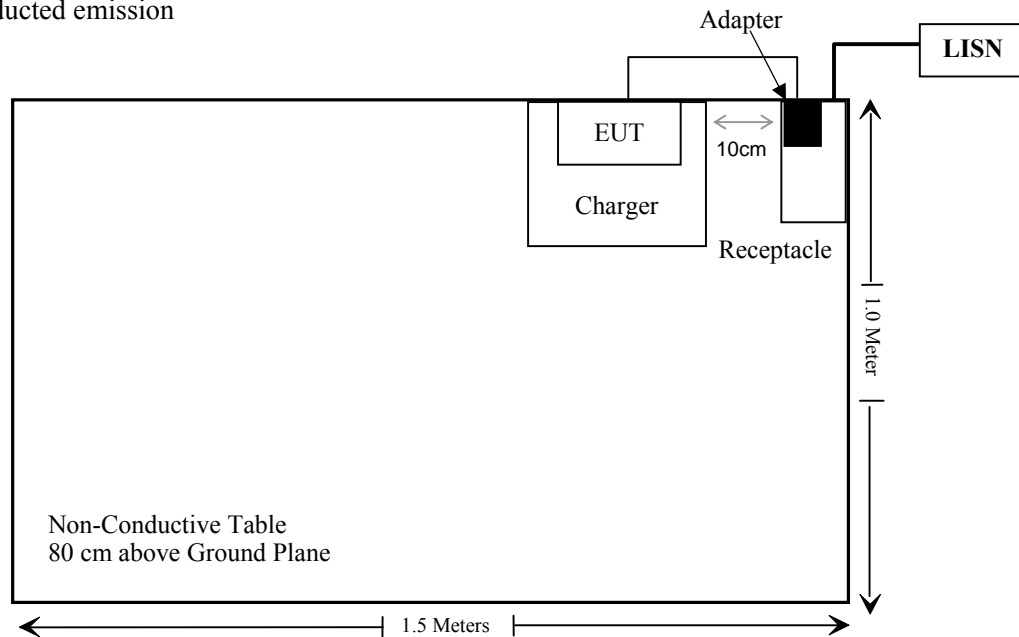 ducted emission
Adapter
LISN
EUT
10cm
Charger
Receptacle
1.0 Meter
Non-Conductive Table
80 cm above Ground Plane
1.5 Meters